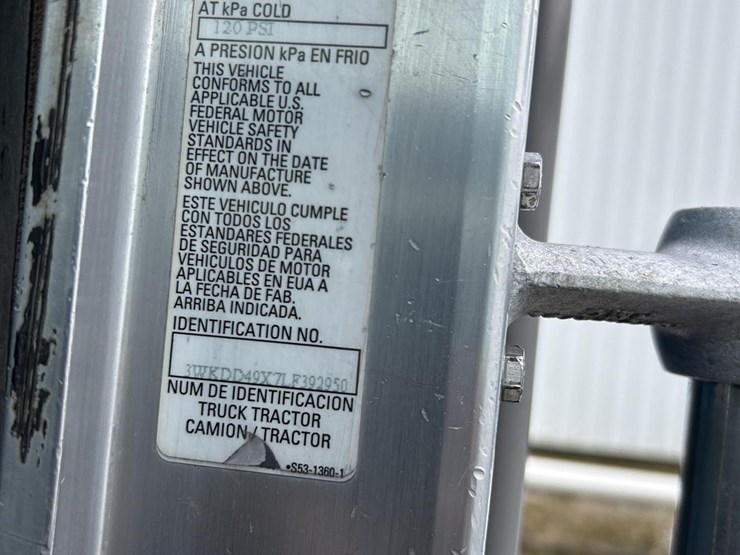 AT kPa COLD
120 PSI
A PRESION kPa EN FRIO
THIS VEHICLE
CONFORMS TO ALL
APPLICABLE U.S.
FEDERAL MOTOR
VEHICLE SAFETY
STANDARDS IN
EFFECT ON THE DATE
OF MANUFACTURE
SHOWN ABOVE.
ESTE VEHICULO CUMPLE
CON TODOS LOS
ESTANDARES FEDERALES
DE SEGURIDAD PARA
VEHICULOS DE MOTOR
APLICABLES EN EUA A
LA FECHA DE FAB.
ARRIBA INDICADA.
IDENTIFICATION NO.
3WKDD49X7LF392950
NUM DE IDENTIFICACION
TRUCK TRACTOR
CAMION / TRACTOR
•S53-1360-1